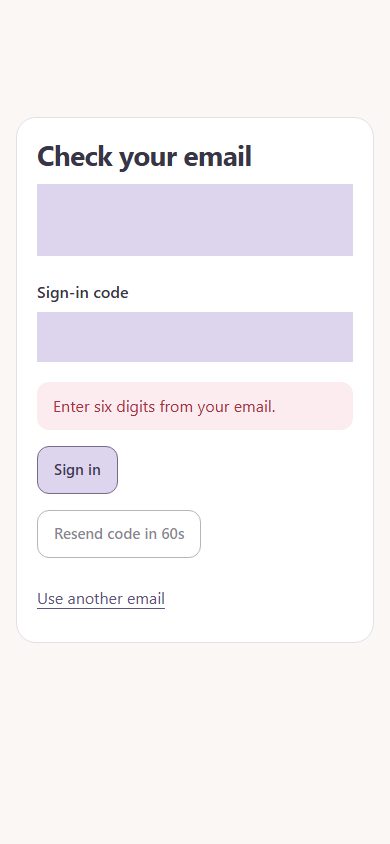 Check your email
Sign-in code
Enter six digits from your email.
Sign in
Resend code in 60s
Use another email